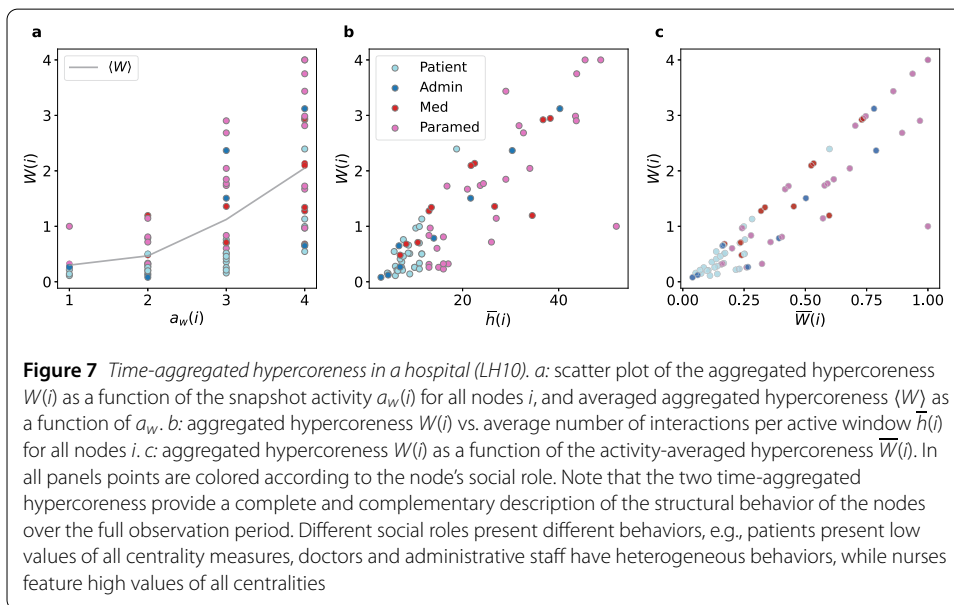 a
b
c
4
3
2
1
0
W(i)
⟨W⟩
1
2
3
4
a_w(i)
4
3
2
1
0
W(i)
Patient
Admin
Med
Paramed
20
40
h̅(i)
4
3
2
1
0
W(i)
0.00
0.25
0.50
0.75
1.00
W̅(i)
Figure 7 Time-aggregated hypercoreness in a hospital (LH10). a: scatter plot of the aggregated hypercoreness
W(i) as a function of the snapshot activity a_w(i) for all nodes i, and averaged aggregated hypercoreness ⟨W⟩ as
a function of a_w. b: aggregated hypercoreness W(i) vs. average number of interactions per active window h̅(i)
for all nodes i. c: aggregated hypercoreness W(i) as a function of the activity-averaged hypercoreness W̅(i). In
all panels points are colored according to the node's social role. Note that the two time-aggregated
hypercoreness provide a complete and complementary description of the structural behavior of the nodes
over the full observation period. Different social roles present different behaviors, e.g., patients present low
values of all centrality measures, doctors and administrative staff have heterogeneous behaviors, while nurses
feature high values of all centralities